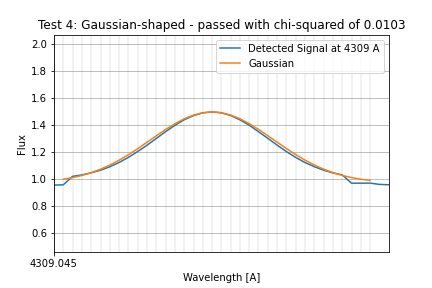 Test 4: Gaussian-shaped - passed with chi-squared of 0.0103
Detected Signal at 4309 A
Gaussian
Flux
2.0
1.8
1.6
1.4
1.2
1.0
0.8
0.6
4309.045
Wavelength [A]